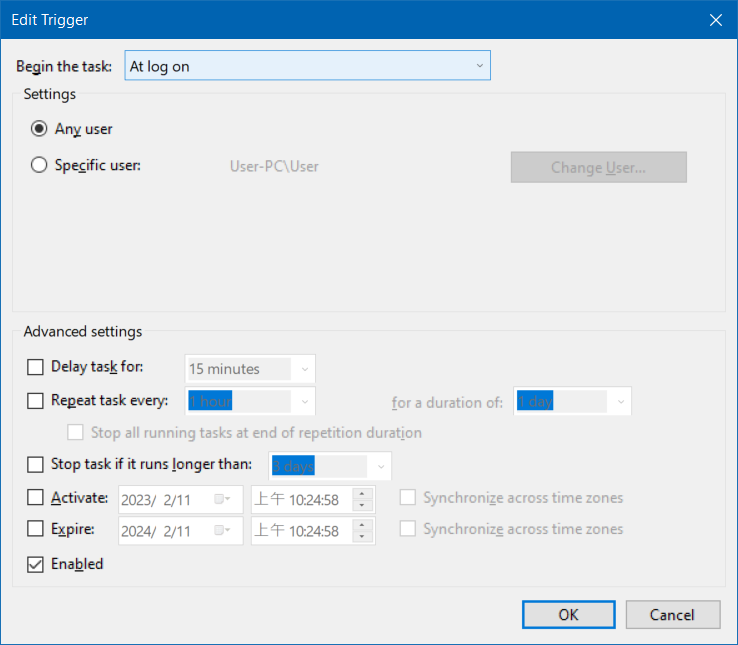 Edit Trigger
Begin the task: At log on
Settings
Any user
Specific user: User-PC\User Change User...
Advanced settings
Delay task for: 15 minutes
Repeat task every: 1 hour for a duration of: 1 day
Stop all running tasks at end of repetition duration
Stop task if it runs longer than: 3 days
Activate: 2023/ 2/11 上午 10:24:58 Synchronize across time zones
Expire: 2024/ 2/11 上午 10:24:58 Synchronize across time zones
Enabled
OK Cancel